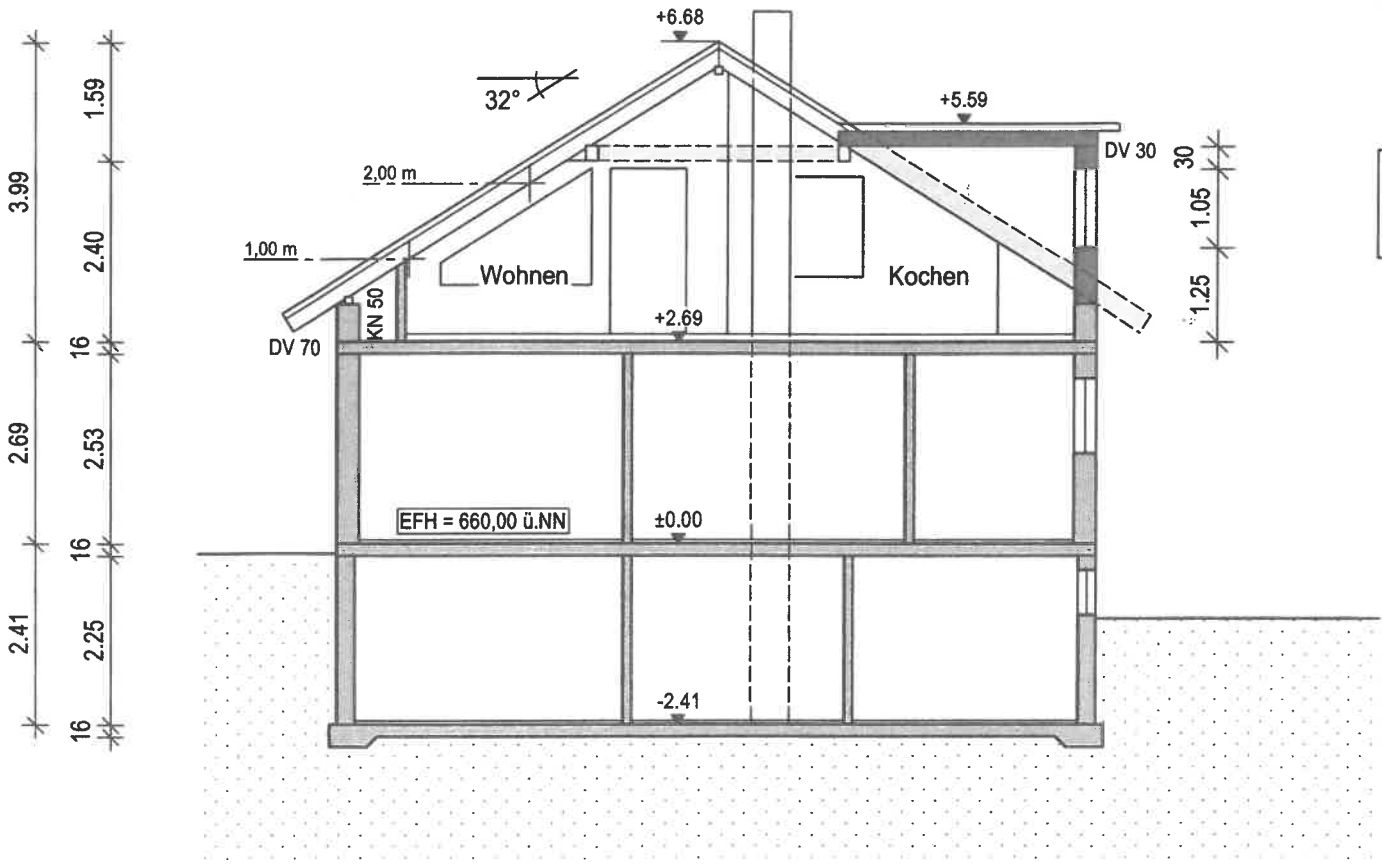 +6.68
32°
+5.59
DV 30
2,00 m
1,00 m
Wohnen
Kochen
KN 50
DV 70
+2.69
EFH = 660,00 ü.NN
±0.00
-2.41
3.99
2.69
2.41
1.59
2.40
16
2.53
16
2.25
16
30
1.05
1.25